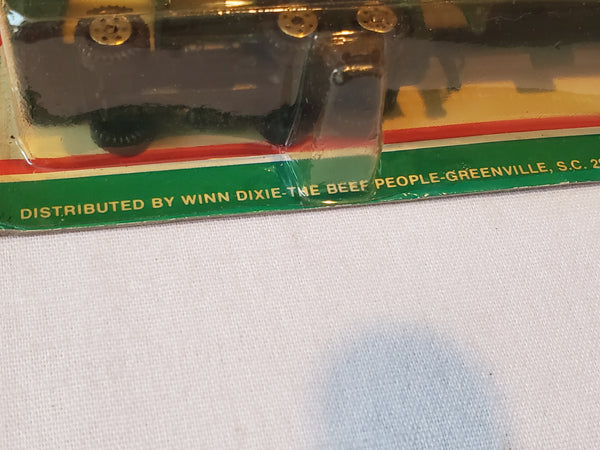 DISTRIBUTED BY WINN DIXIE-THE BEEF PEOPLE-GREENVILLE, S.C.